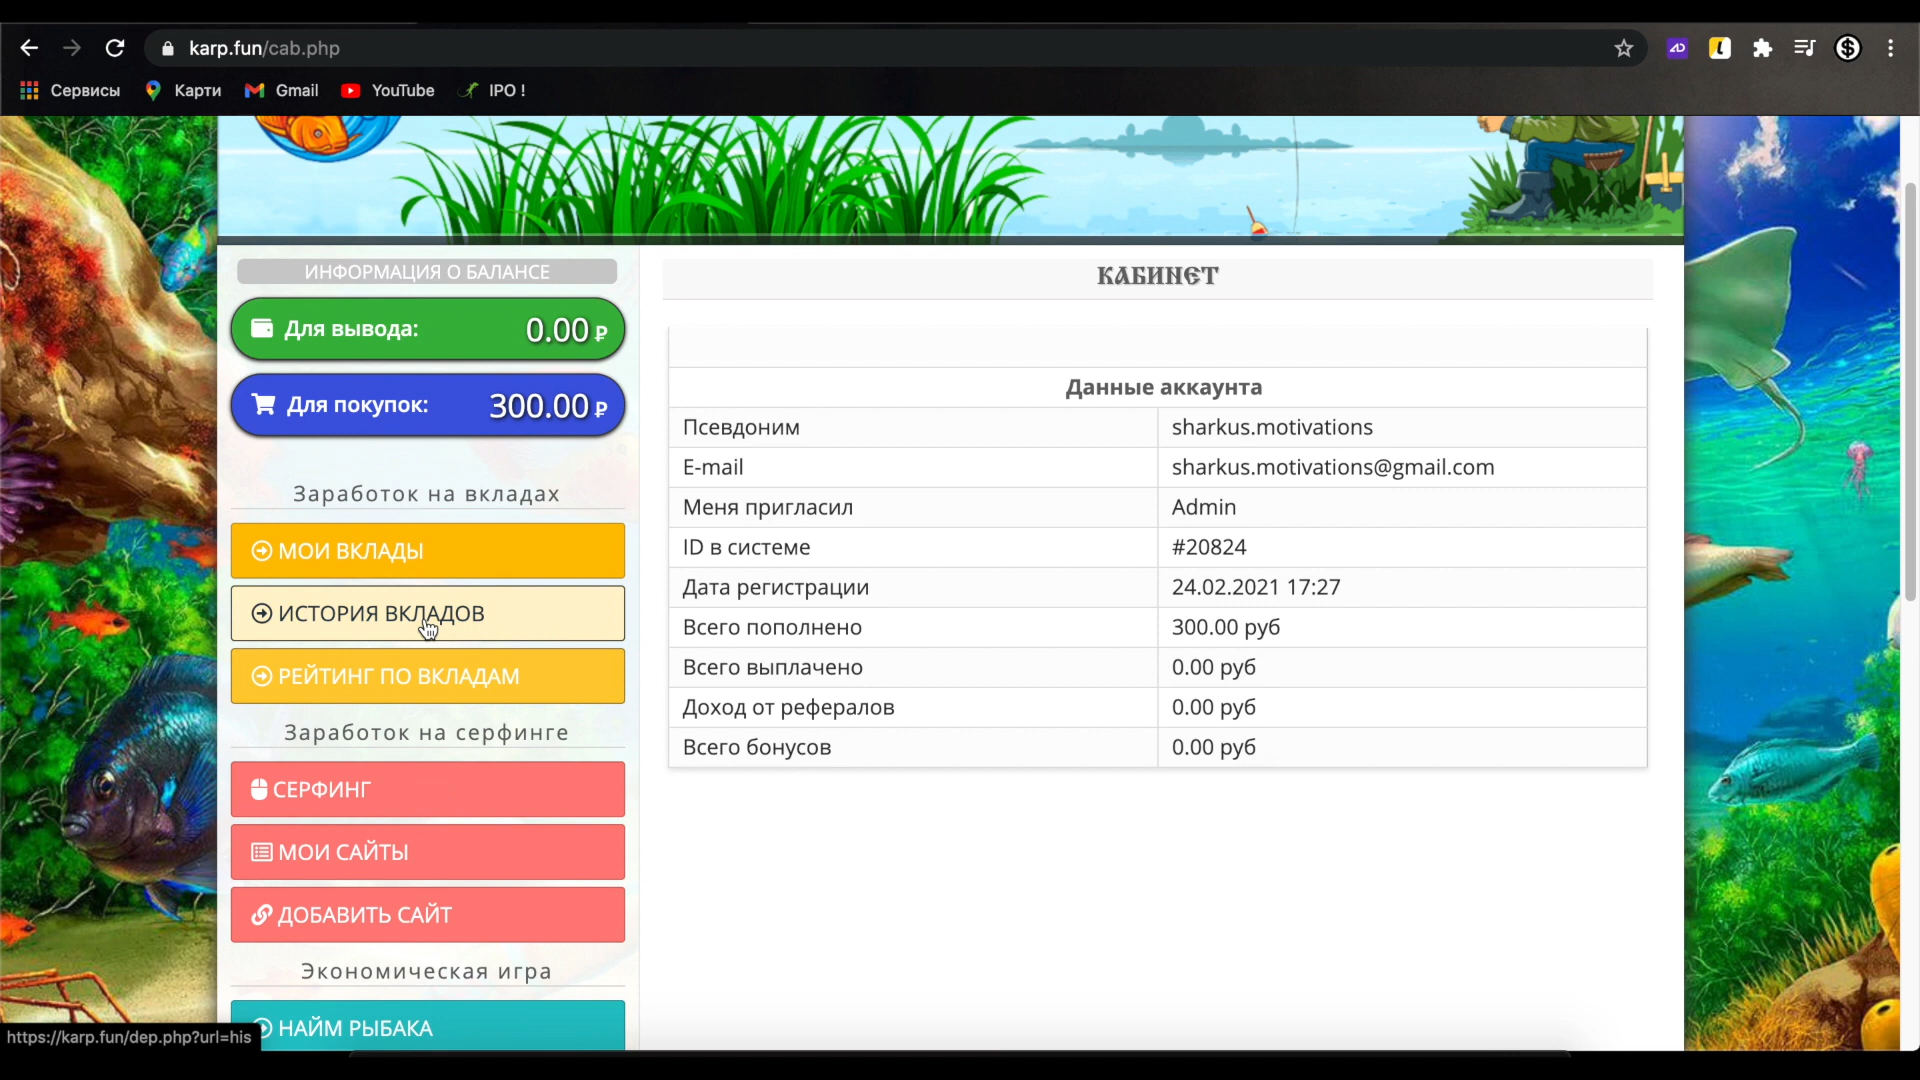 karp.fun/cab.php
Сервисы Карти Gmail YouTube IPO !
ИНФОРМАЦИЯ О БАЛАНСЕ
Для вывода: 0.00 ₽
Для покупок: 300.00 ₽
Заработок на вкладах
МОИ ВКЛАДЫ
ИСТОРИЯ ВКЛАДОВ
РЕЙТИНГ ПО ВКЛАДАМ
Заработок на серфинге
СЕРФИНГ
МОИ САЙТЫ
ДОБАВИТЬ САЙТ
Экономическая игра
НАЙМ РЫБАКА
КАБИНЕТ
Данные аккаунта
Псевдоним sharkus.motivations
E-mail sharkus.motivations@gmail.com
Меня пригласил Admin
ID в системе #20824
Дата регистрации 24.02.2021 17:27
Всего пополнено 300.00 руб
Всего выплачено 0.00 руб
Доход от рефералов 0.00 руб
Всего бонусов 0.00 руб
https://karp.fun/dep.php?url=his